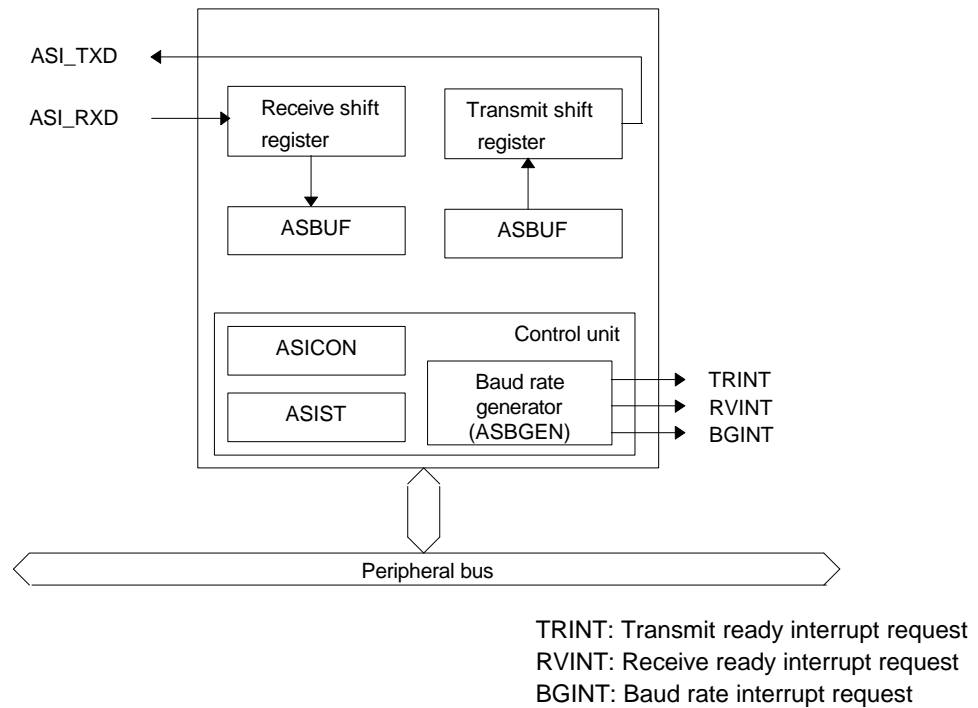 ASI_TXD
ASI_RXD
Receive shift
register
Transmit shift
register
ASBUF
ASBUF
Control unit
ASICON
ASIST
Baud rate
generator
(ASBGEN)
TRINT
RVINT
BGINT
Peripheral bus
TRINT: Transmit ready interrupt request
RVINT: Receive ready interrupt request
BGINT: Baud rate interrupt request